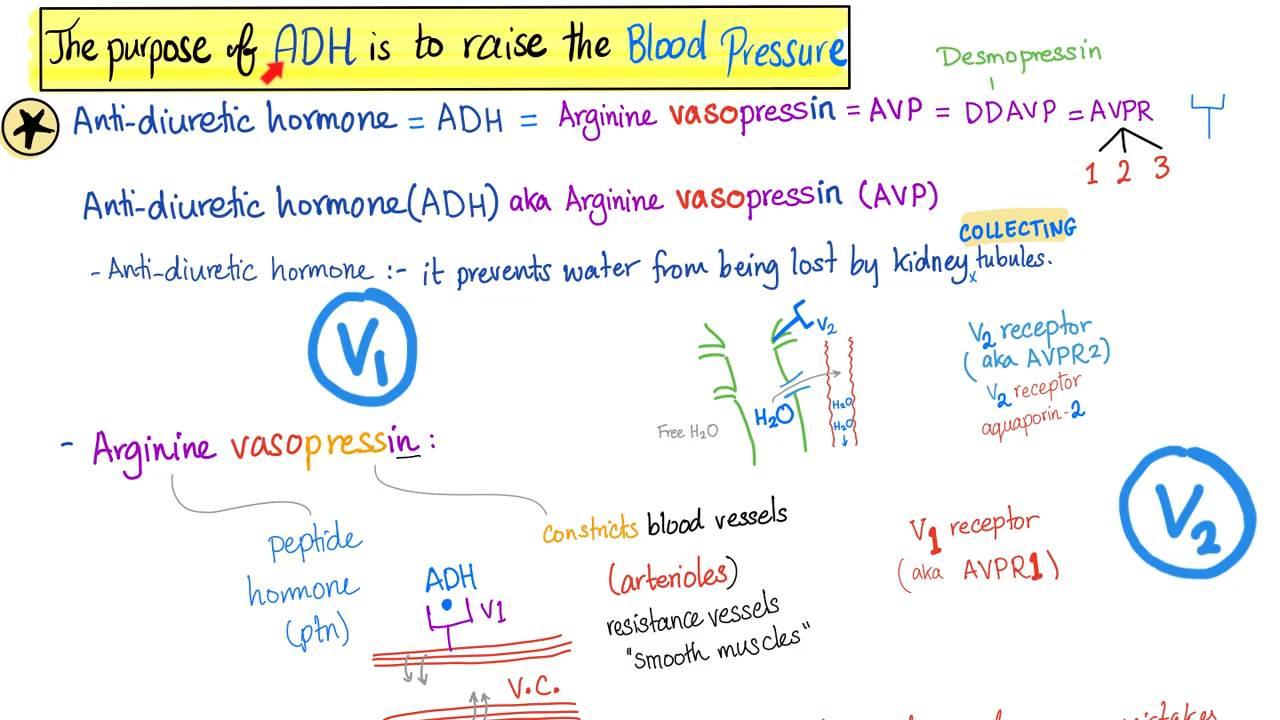 The purpose of ADH is to raise the Blood Pressure
Desmopressin
Anti-diuretic hormone = ADH = Arginine vasopressin = AVP = DDAVP = AVPR
1 2 3
Anti-diuretic hormone (ADH) aka Arginine vasopressin (AVP)
COLLECTING
- Anti-diuretic hormone :- it prevents water from being lost by kidney x tubules.
V1
V2
H2O
H2O
H2O
Free H2O
V2 receptor
(aka AVPR2)
V2 receptor
aquaporin-2
- Arginine vasopressin :
peptide
hormone
(ptn)
constricts blood vessels
(arterioles)
resistance vessels
"smooth muscles"
V1 receptor
(aka AVPR1)
V2
ADH
V1
V.C.
mistakes